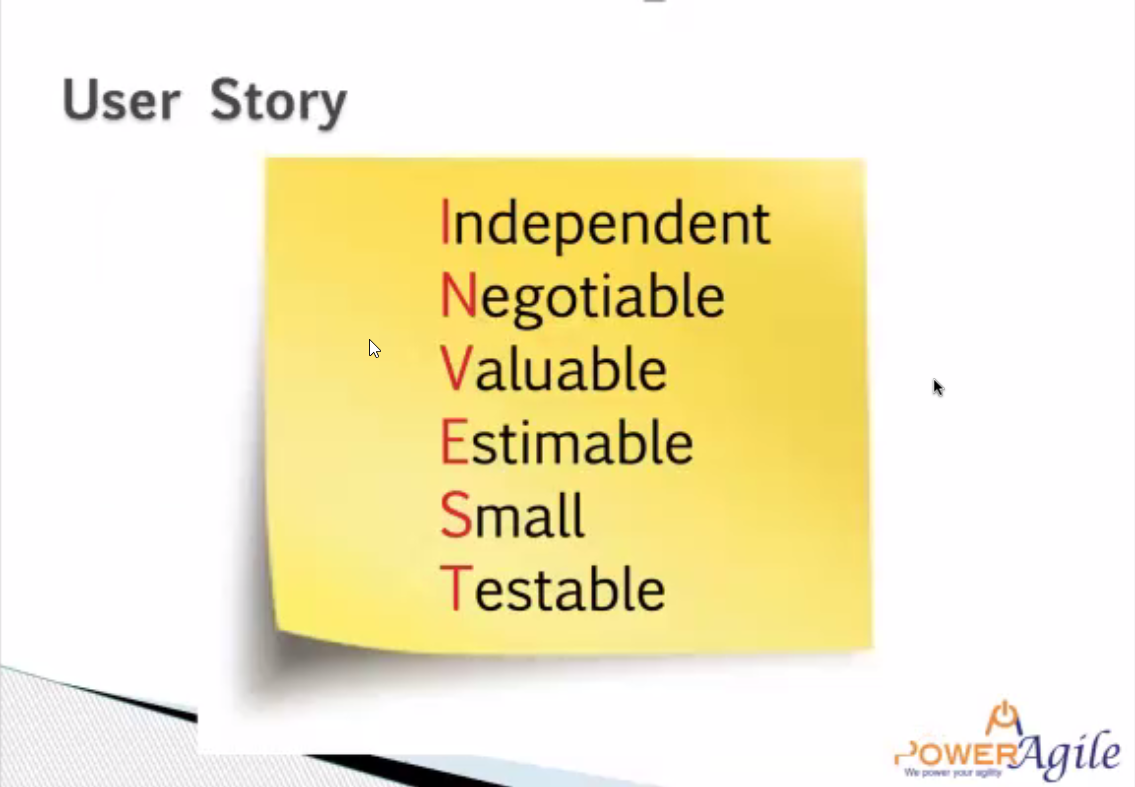 User Story
Independent
Negotiable
Valuable
Estimable
Small
Testable
POWERAgile
We power your agility